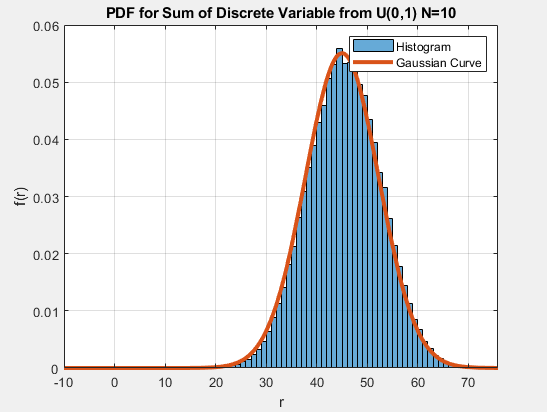 PDF for Sum of Discrete Variable from U(0,1) N=10
0.06
0.05
0.04
0.03
0.02
0.01
0
f(r)
Histogram
Gaussian Curve
-10 0 10 20 30 40 50 60 70
r